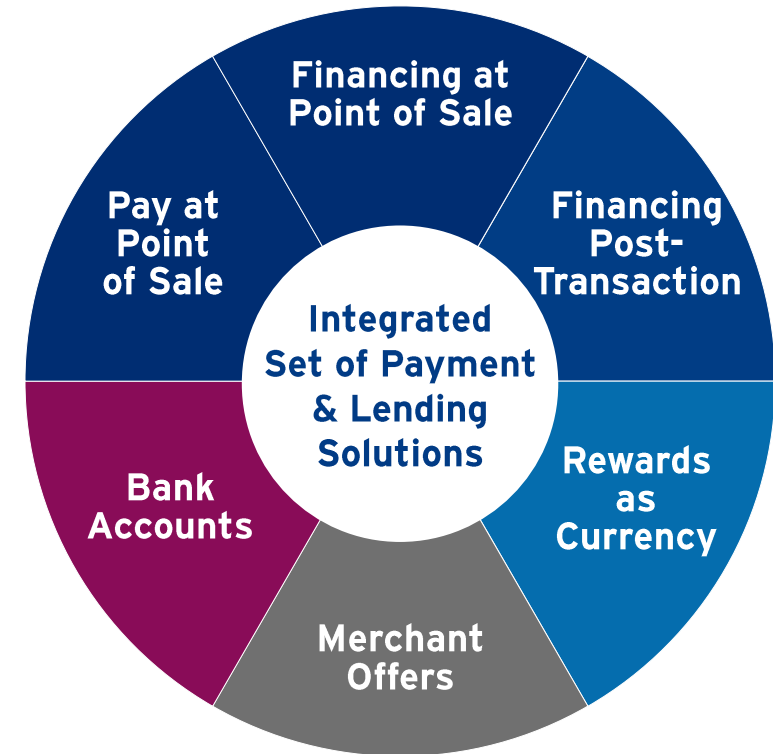 Financing at
Point of Sale
Financing
Post-
Transaction
Rewards
as
Currency
Merchant
Offers
Bank
Accounts
Pay at
Point
of Sale
Integrated
Set of Payment
& Lending
Solutions